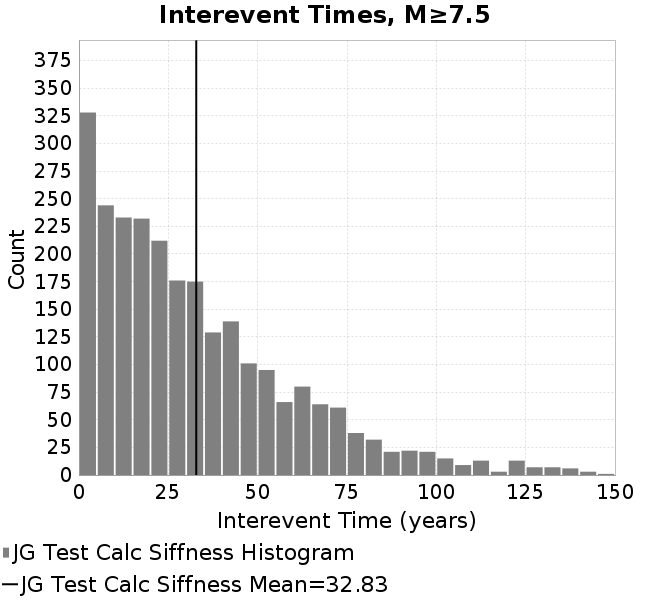 Interevent Times, M≥7.5
Count
375
350
325
300
275
250
225
200
175
150
125
100
75
50
25
0
0 25 50 75 100 125 150
Interevent Time (years)
JG Test Calc Siffness Histogram
JG Test Calc Siffness Mean=32.83